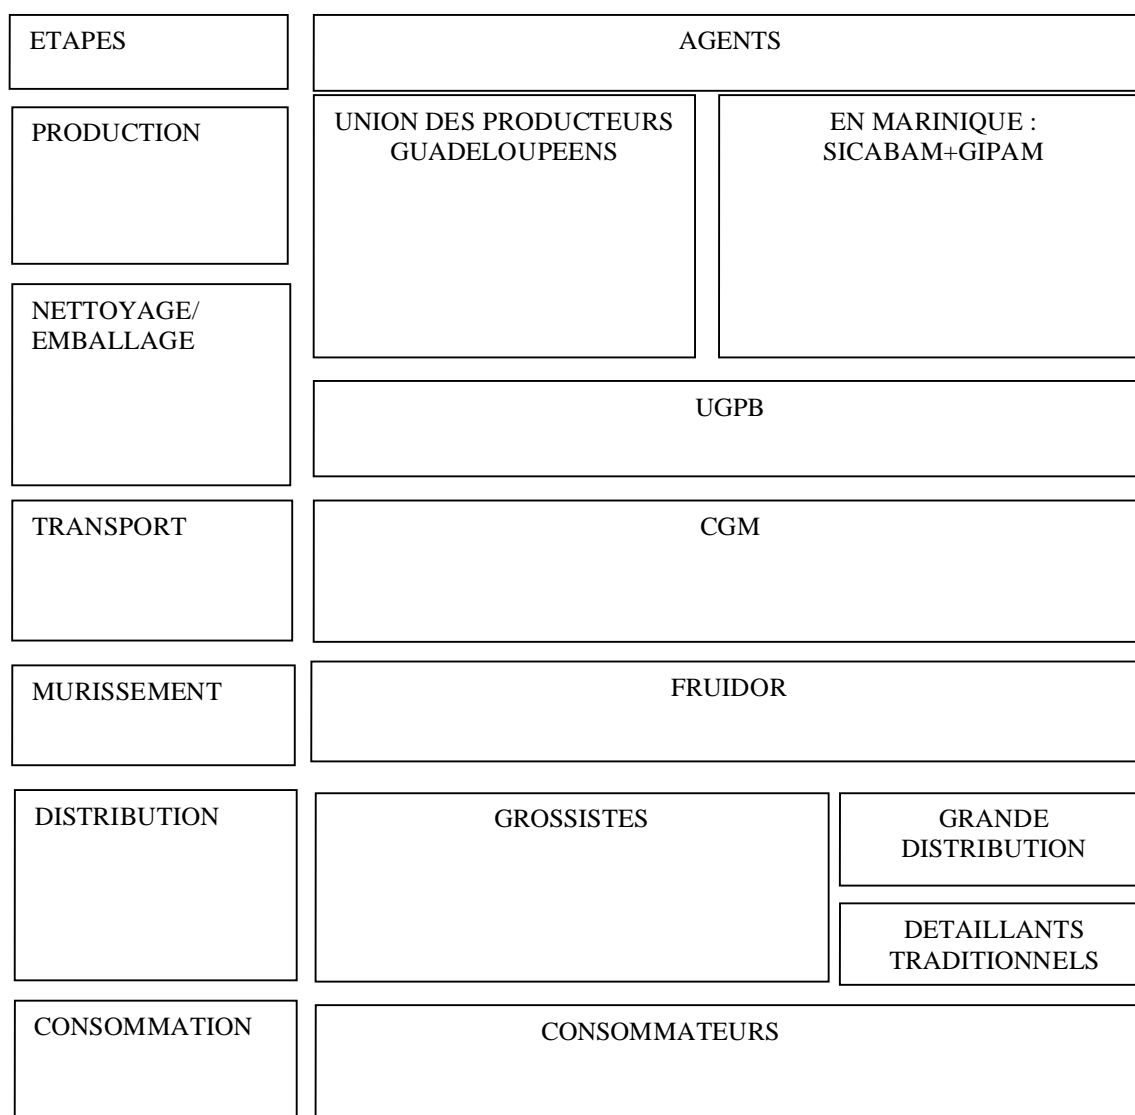 ETAPES
AGENTS
PRODUCTION
UNION DES PRODUCTEURS
GUADELOUPEENS
EN MARINIQUE :
SICABAM+GIPAM
NETTOYAGE/
EMBALLAGE
UGPB
TRANSPORT
CGM
MURISSEMENT
FRUIDOR
DISTRIBUTION
GROSSISTES
GRANDE
DISTRIBUTION
DETAILLANTS
TRADITIONNELS
CONSOMMATION
CONSOMMATEURS